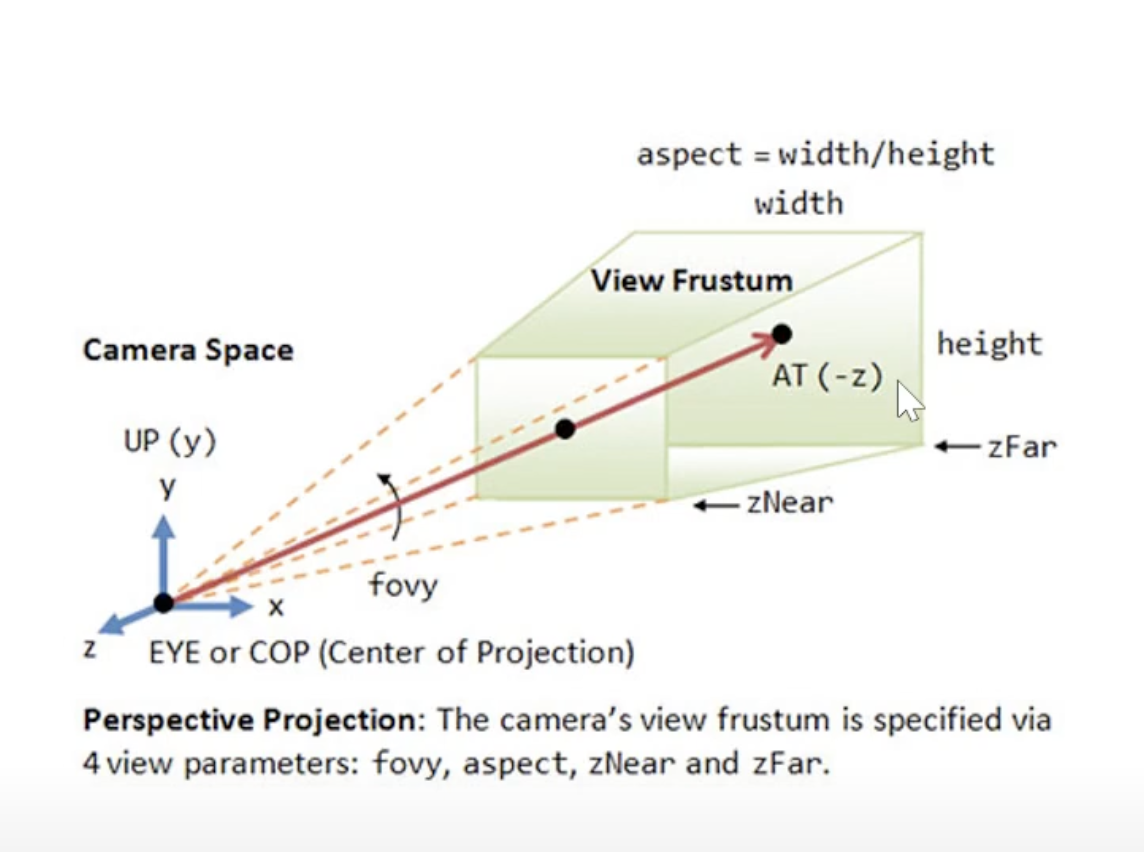 aspect = width/height
width
View Frustum
Camera Space
height
AT (-z)
UP (y)
zFar
y
zNear
fovy
x
z
EYE or COP (Center of Projection)
Perspective Projection: The camera's view frustum is specified via
4 view parameters: fovy, aspect, zNear and zFar.